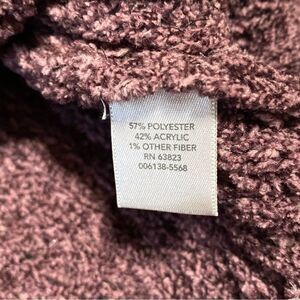 57% POLYESTER
42% ACRYLIC
1% OTHER FIBER
RN 63823
006138-5568